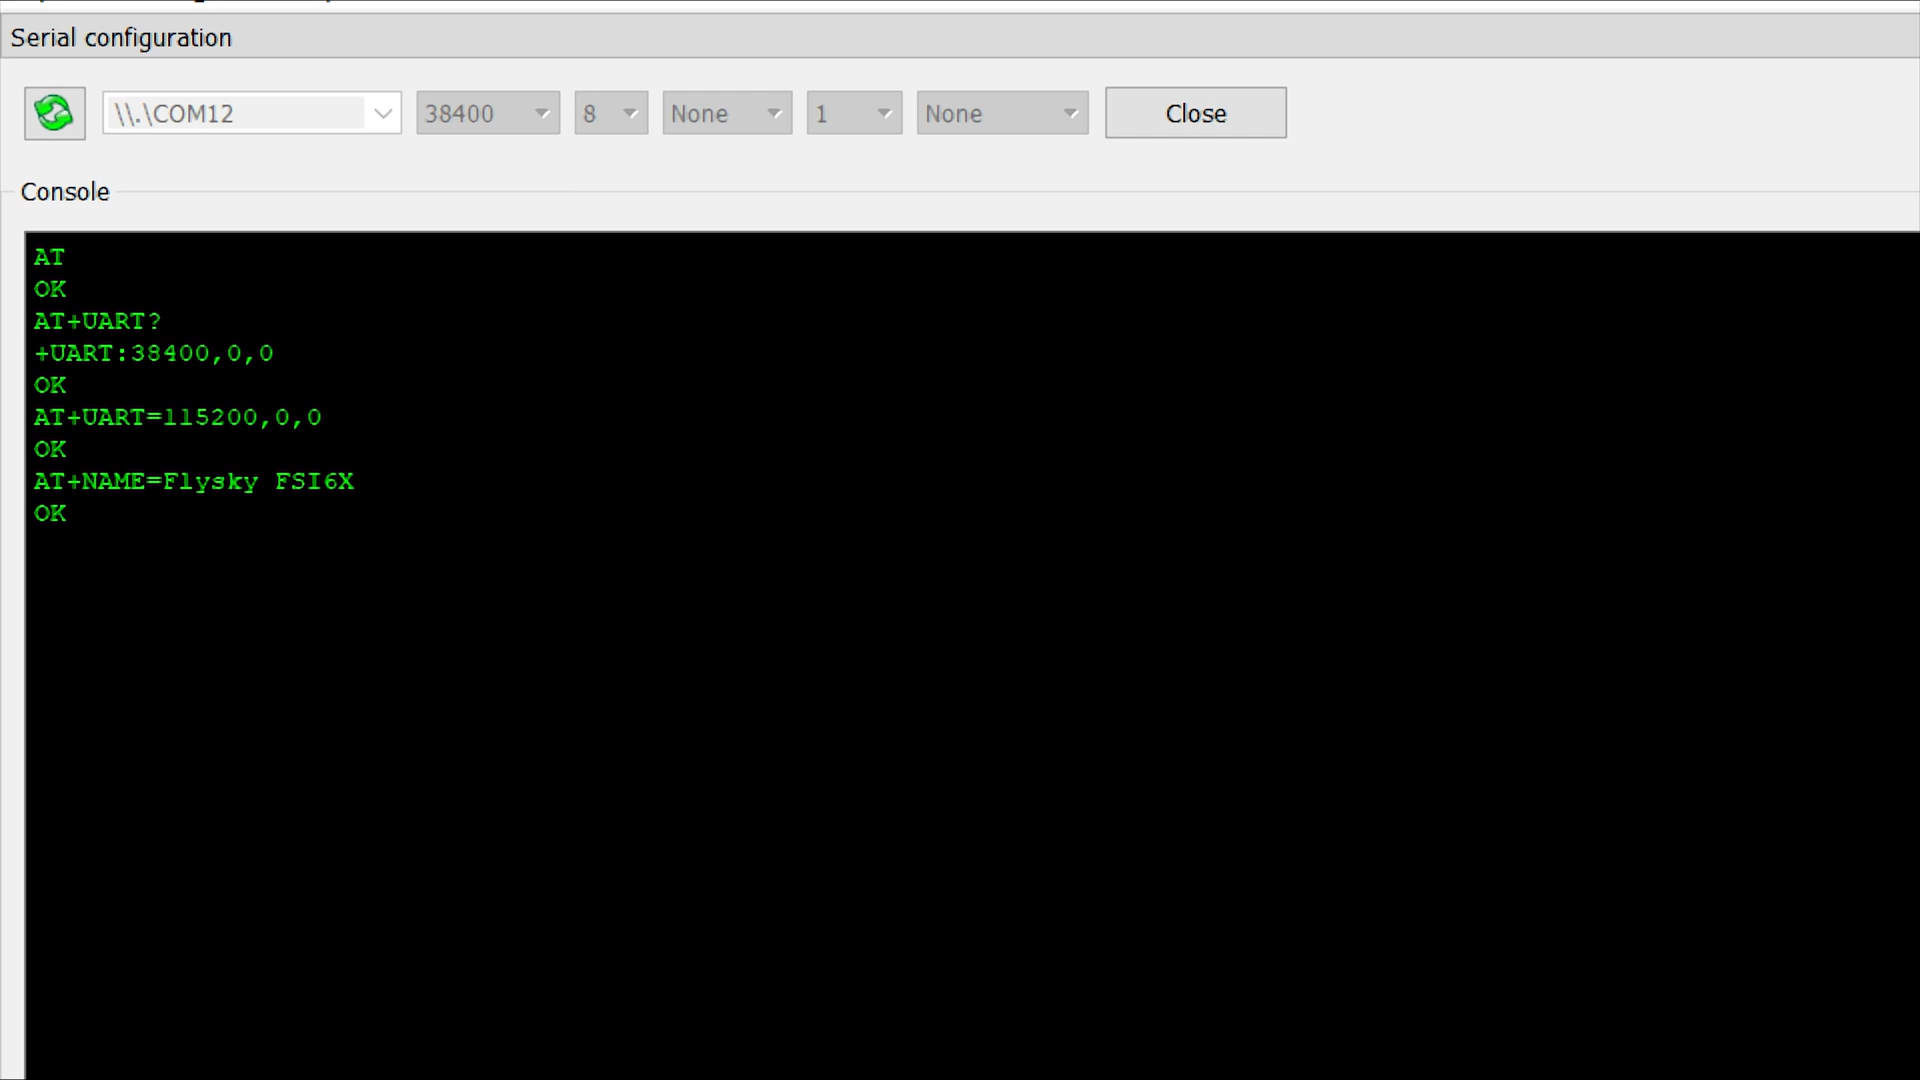 Serial configuration
\\.\COM12 38400 8 None 1 None Close
Console
AT
OK
AT+UART?
+UART:38400,0,0
OK
AT+UART=115200,0,0
OK
AT+NAME=Flysky FSI6X
OK